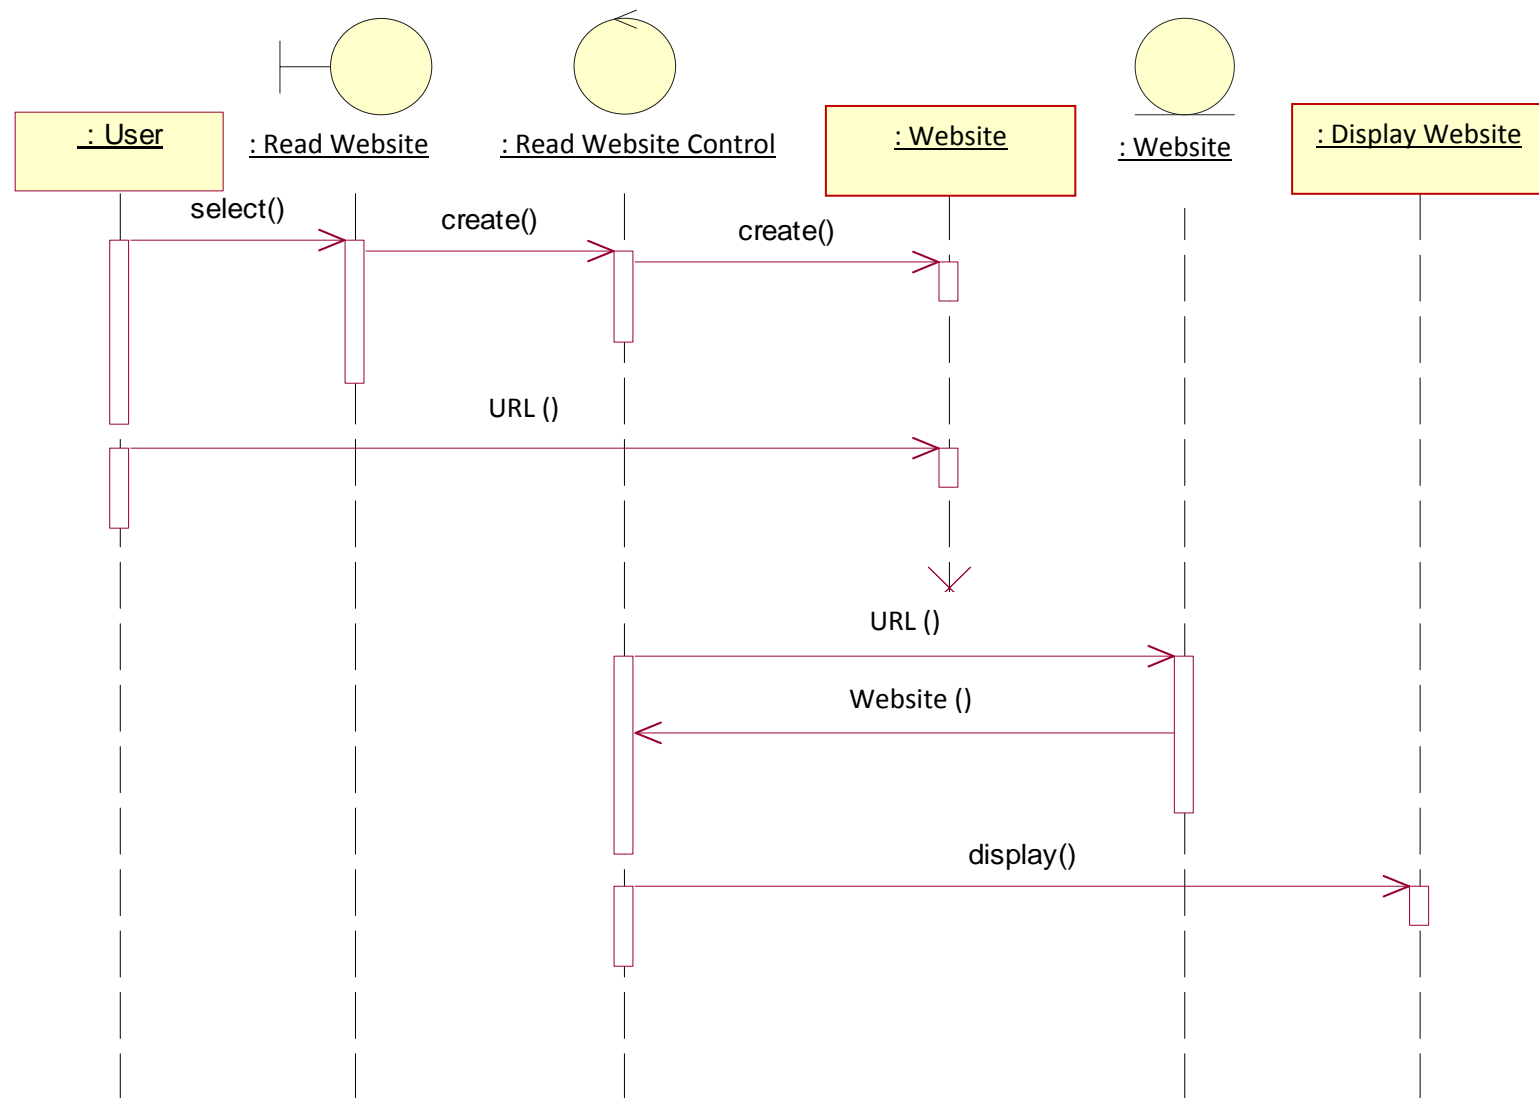 : User
: Read Website
: Read Website Control
: Website
: Website
: Display Website
select()
create()
create()
URL ()
URL ()
Website ()
display()